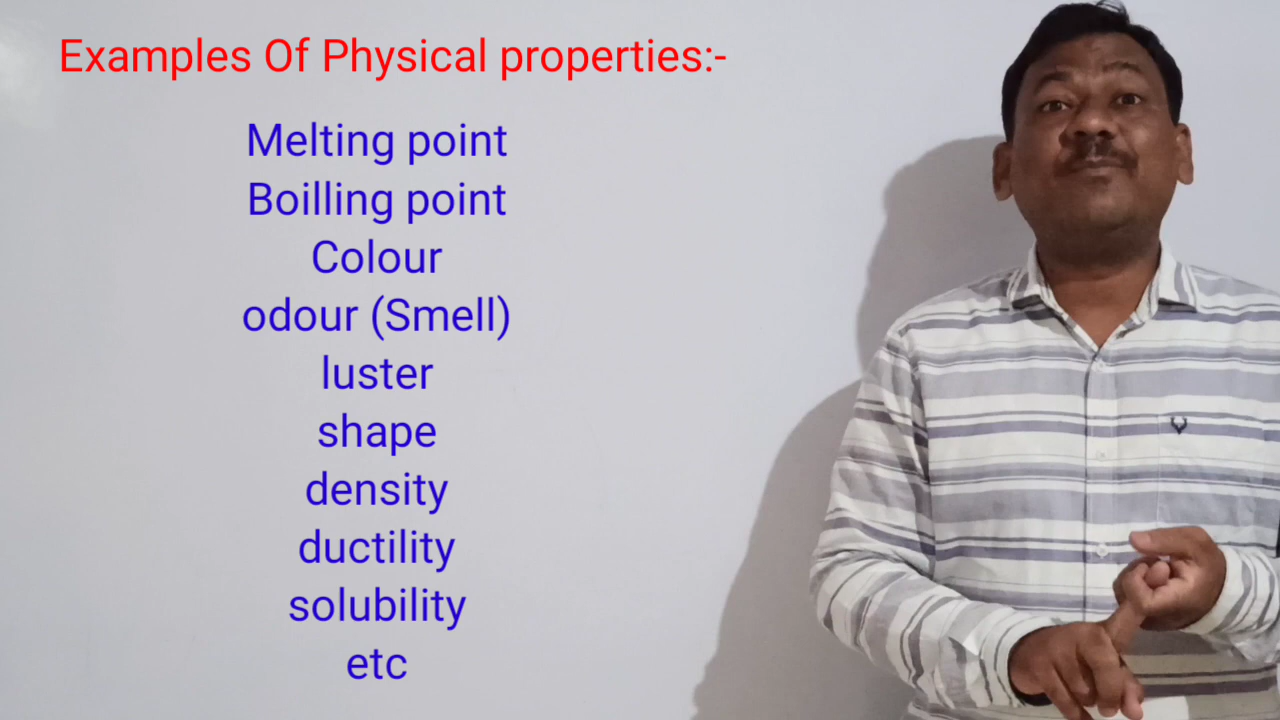 Examples Of Physical properties:-
Melting point
Boilling point
Colour
odour (Smell)
luster
shape
density
ductility
solubility
etc